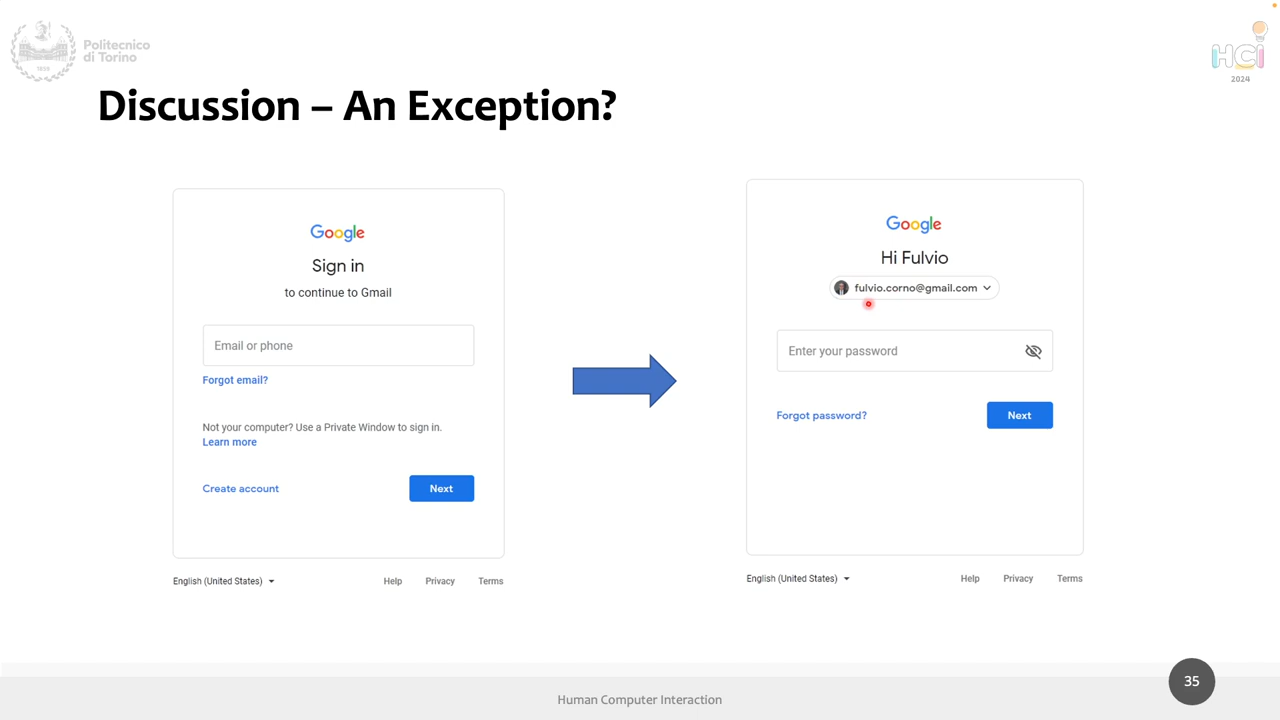 Politecnico
di Torino
1859
HCI
2024
Discussion – An Exception?
Google
Sign in
to continue to Gmail
Email or phone
Forgot email?
Not your computer? Use a Private Window to sign in.
Learn more
Create account
Next
English (United States)
Help
Privacy
Terms
Google
Hi Fulvio
fulvio.corno@gmail.com
Enter your password
Forgot password?
Next
English (United States)
Help
Privacy
Terms
Human Computer Interaction
35